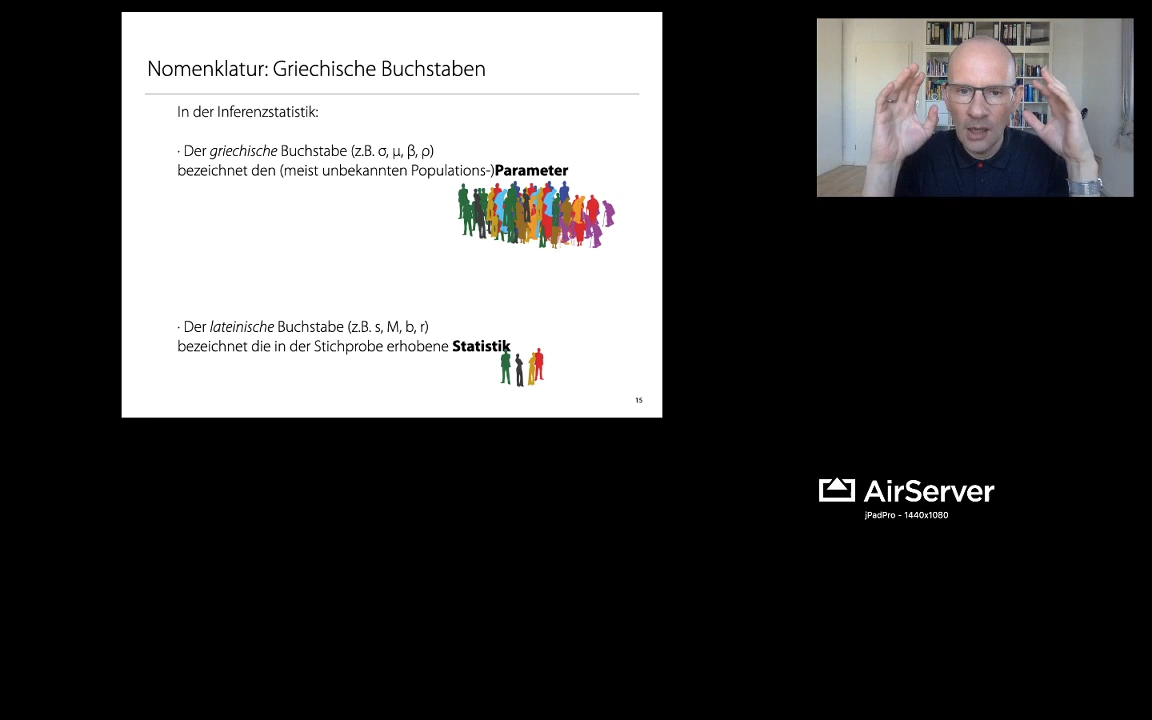 Nomenklatur: Griechische Buchstaben
In der Inferenzstatistik:
· Der griechische Buchstabe (z.B. σ, μ, β, ρ)
bezeichnet den (meist unbekannten Populations-)Parameter
· Der lateinische Buchstabe (z.B. s, M, b, r)
bezeichnet die in der Stichprobe erhobene Statistik
15
AirServer
jPadPro - 1440x1080